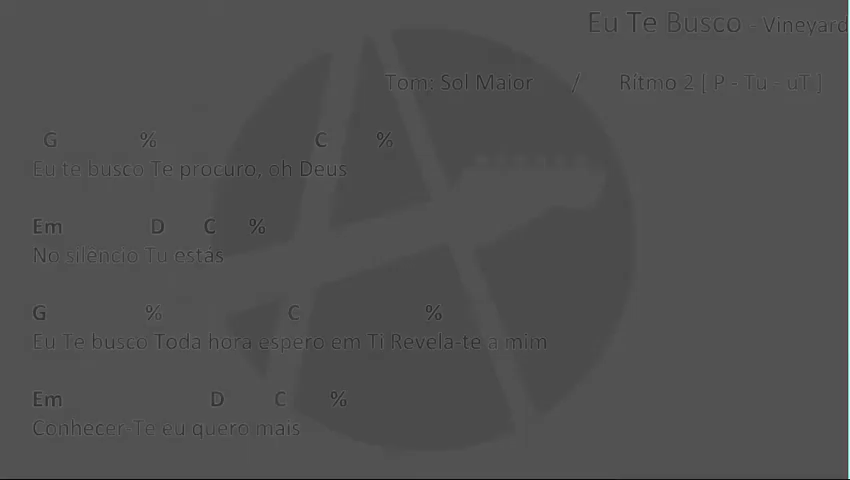 Eu Te Busco - Vineyard
Tom: Sol Maior / Rítmo 2 [ P - Tu - uT ]
G % C %
Eu te busco Te procuro, oh Deus
Em D C %
No silêncio Tu estás
G % C %
Eu Te busco Toda hora espero em Ti Revela-te a mim
Em D C %
Conhecer-Te eu quero mais